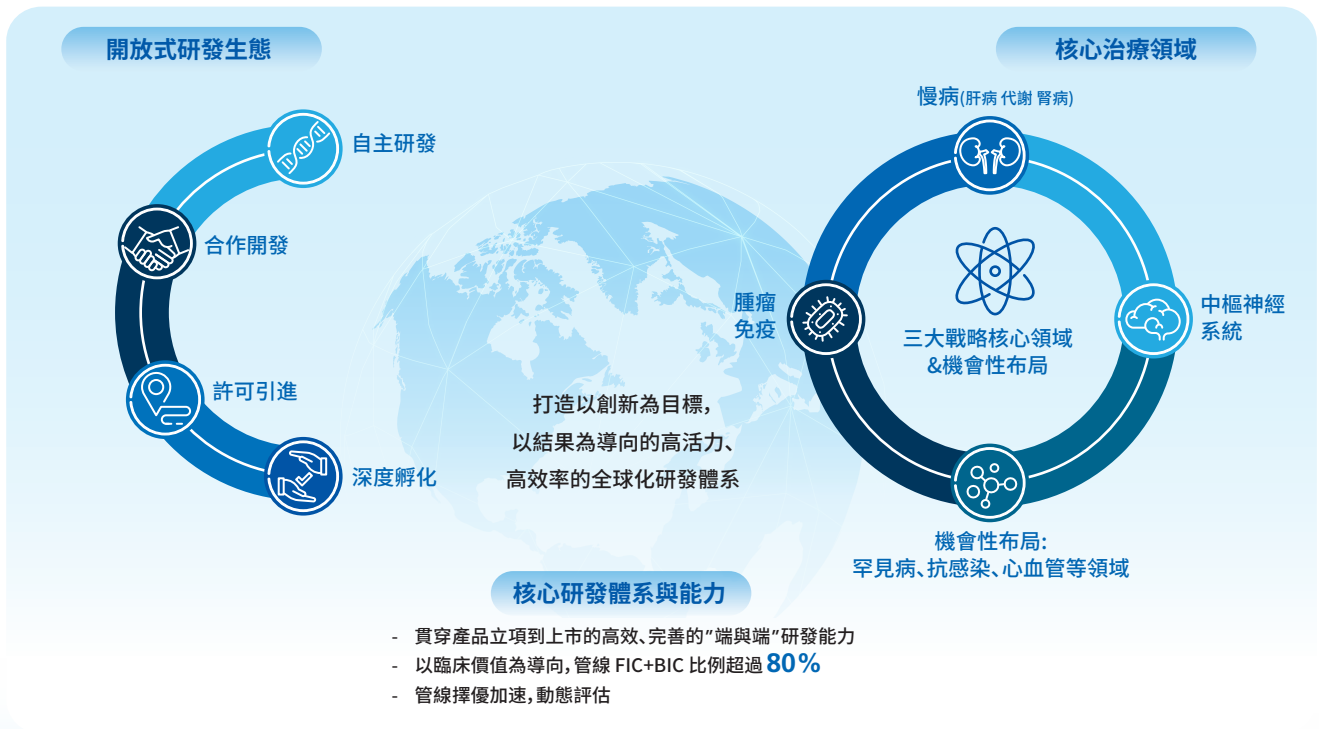 開放式研發生態
自主研發
合作開發
許可引進
深度孵化
打造以創新為目標,
以結果為導向的高活力、
高效率的全球化研發體系
核心治療領域
慢病(肝病 代謝 腎病)
腫瘤
免疫
三大戰略核心領域
&機會性布局
中樞神經
系統
機會性布局:
罕見病、抗感染、心血管等領域
核心研發體系與能力
- 貫穿產品立項到上市的高效、完善的"端與端"研發能力
- 以臨床價值為導向,管線 FIC+BIC 比例超過 80%
- 管線擇優加速,動態評估